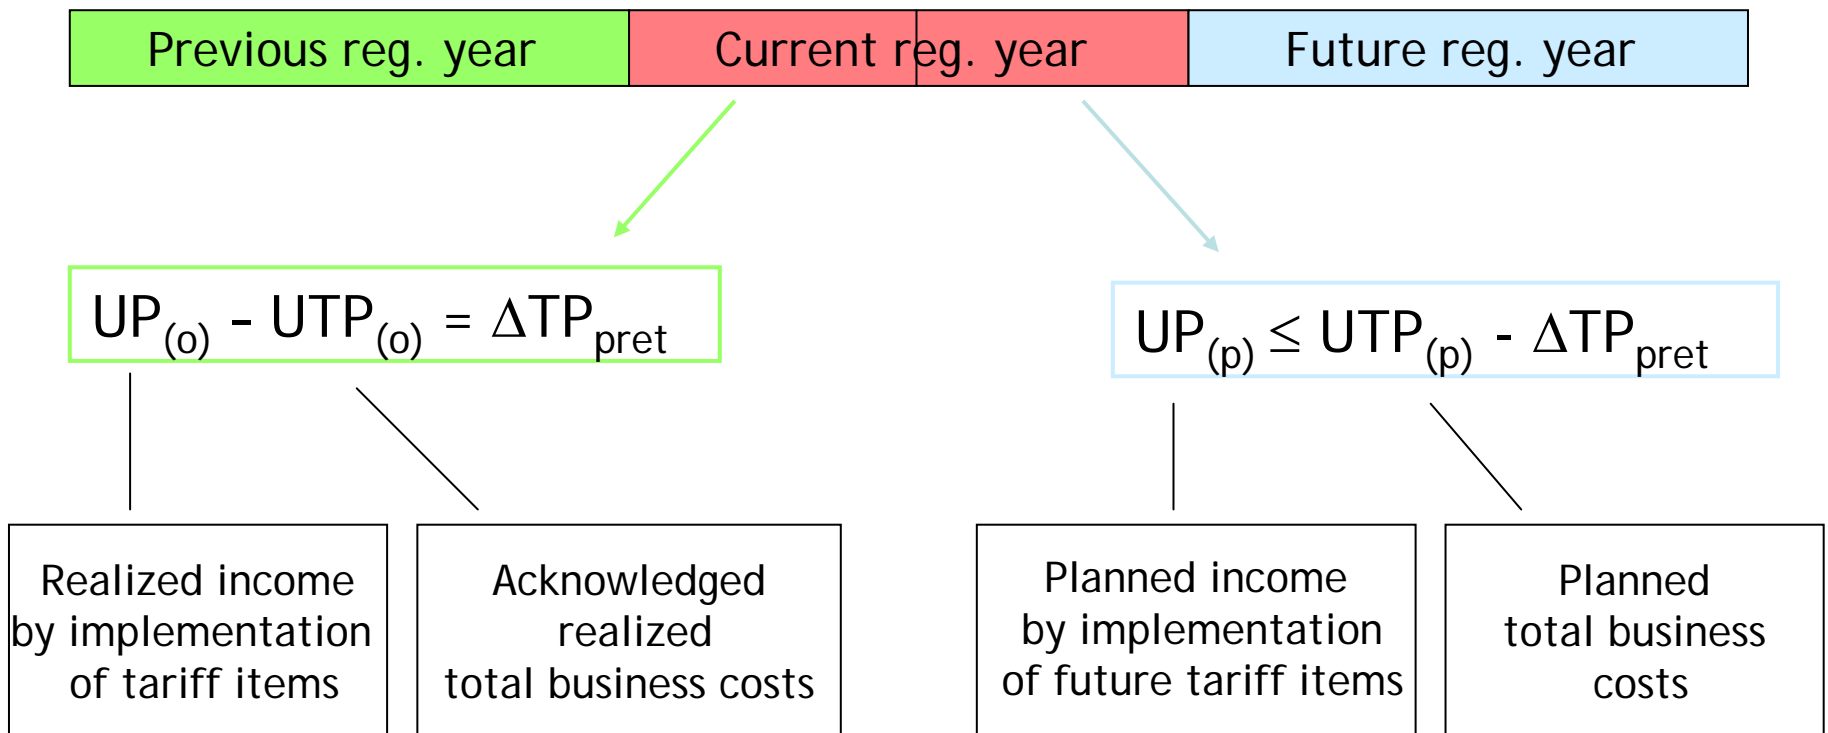 Previous reg. year
Current reg. year
Future reg. year
UP(o) - UTP(o) = ΔTPpret
UP(p) ≤ UTP(p) - ΔTPpret
Realized income
by implementation
of tariff items
Acknowledged
realized
total business costs
Planned income
by implementation
of future tariff items
Planned
total business
costs